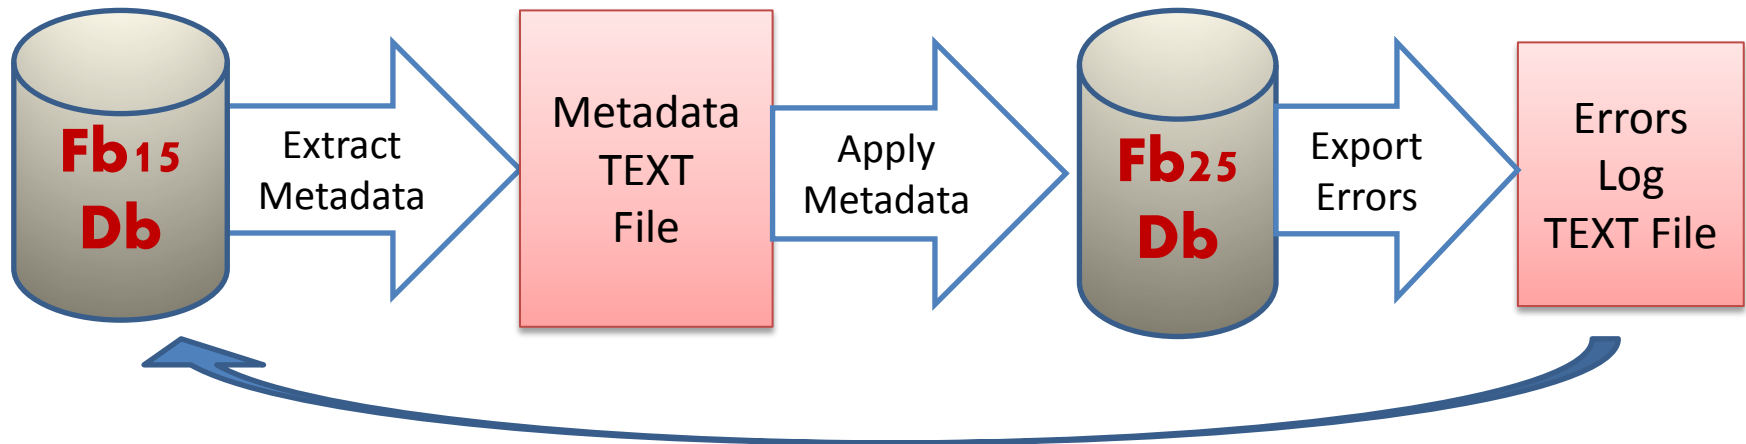 Fb15
Db
Extract
Metadata
Metadata
TEXT
File
Apply
Metadata
Fb25
Db
Export
Errors
Errors
Log
TEXT File